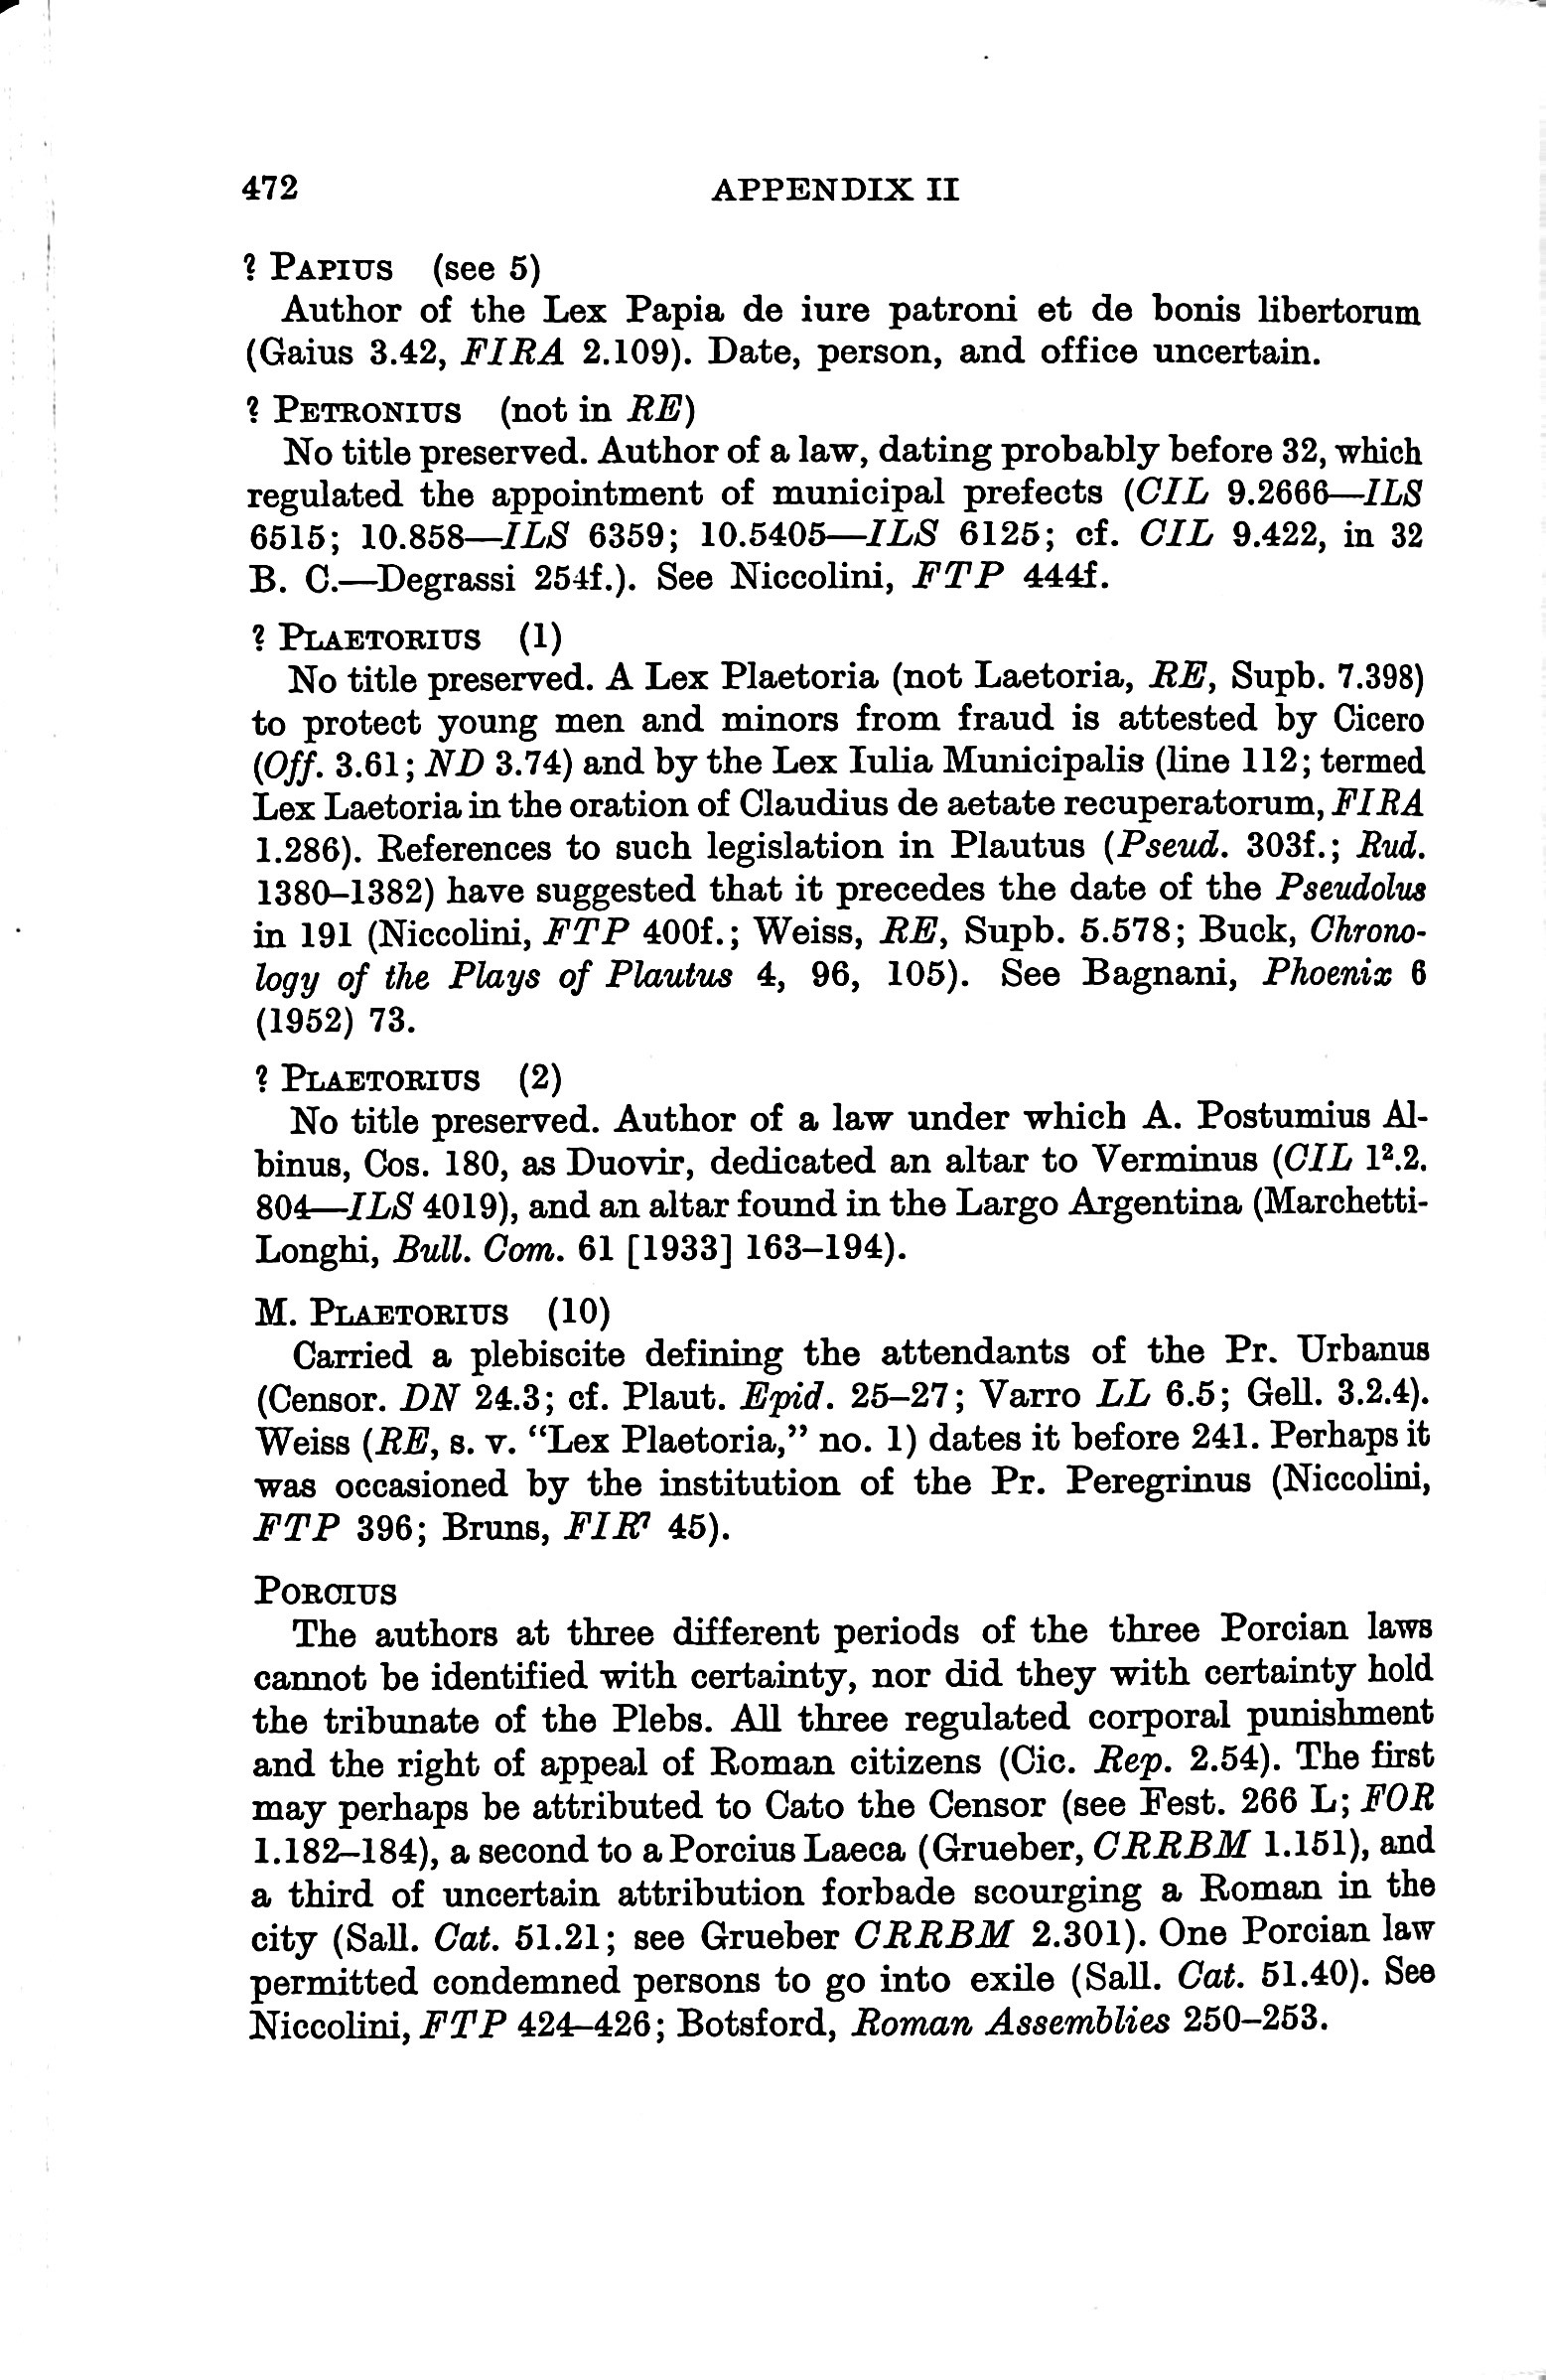 472 APPENDIX II
? PAPIUS (see 5)
Author of the Lex Papia de iure patroni et de bonis libertorum
(Gaius 3.42, FIRA 2.109). Date, person, and office uncertain.
? PETRONIUS (not in RE)
No title preserved. Author of a law, dating probably before 32, which
regulated the appointment of municipal prefects (CIL 9.2666—ILS
6515; 10.858—ILS 6359; 10.5405—ILS 6125; cf. CIL 9.422, in 32
B. C.—Degrassi 254f.). See Niccolini, FTP 444f.
? PLAETORIUS (1)
No title preserved. A Lex Plaetoria (not Laetoria, RE, Supb. 7.398)
to protect young men and minors from fraud is attested by Cicero
(Off. 3.61; ND 3.74) and by the Lex Iulia Municipalis (line 112; termed
Lex Laetoria in the oration of Claudius de aetate recuperatorum, FIRA
1.286). References to such legislation in Plautus (Pseud. 303f.; Rud.
1380–1382) have suggested that it precedes the date of the Pseudolus
in 191 (Niccolini, FTP 400f.; Weiss, RE, Supb. 5.578; Buck, Chrono-
logy of the Plays of Plautus 4, 96, 105). See Bagnani, Phoenix 6
(1952) 73.
? PLAETORIUS (2)
No title preserved. Author of a law under which A. Postumius Al-
binus, Cos. 180, as Duovir, dedicated an altar to Verminus (CIL 1².2.
804—ILS 4019), and an altar found in the Largo Argentina (Marchetti-
Longhi, Bull. Com. 61 [1933] 163–194).
M. PLAETORIUS (10)
Carried a plebiscite defining the attendants of the Pr. Urbanus
(Censor. DN 24.3; cf. Plaut. Epid. 25–27; Varro LL 6.5; Gell. 3.2.4).
Weiss (RE, s. v. “Lex Plaetoria,” no. 1) dates it before 241. Perhaps it
was occasioned by the institution of the Pr. Peregrinus (Niccolini,
FTP 396; Bruns, FIR⁷ 45).
PORCIUS
The authors at three different periods of the three Porcian laws
cannot be identified with certainty, nor did they with certainty hold
the tribunate of the Plebs. All three regulated corporal punishment
and the right of appeal of Roman citizens (Cic. Rep. 2.54). The first
may perhaps be attributed to Cato the Censor (see Fest. 266 L; FOR
1.182–184), a second to a Porcius Laeca (Grueber, CRRBM 1.151), and
a third of uncertain attribution forbade scourging a Roman in the
city (Sall. Cat. 51.21; see Grueber CRRBM 2.301). One Porcian law
permitted condemned persons to go into exile (Sall. Cat. 51.40). See
Niccolini, FTP 424–426; Botsford, Roman Assemblies 250–253.